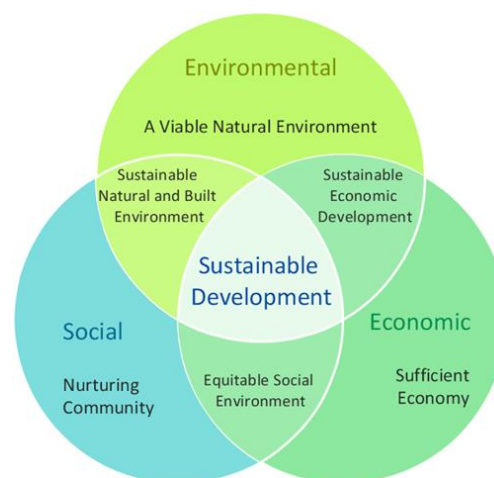 Environmental
A Viable Natural Environment
Sustainable
Natural and Built
Environment
Sustainable
Economic
Development
Sustainable
Development
Social
Nurturing
Community
Economic
Sufficient
Economy
Equitable Social
Environment